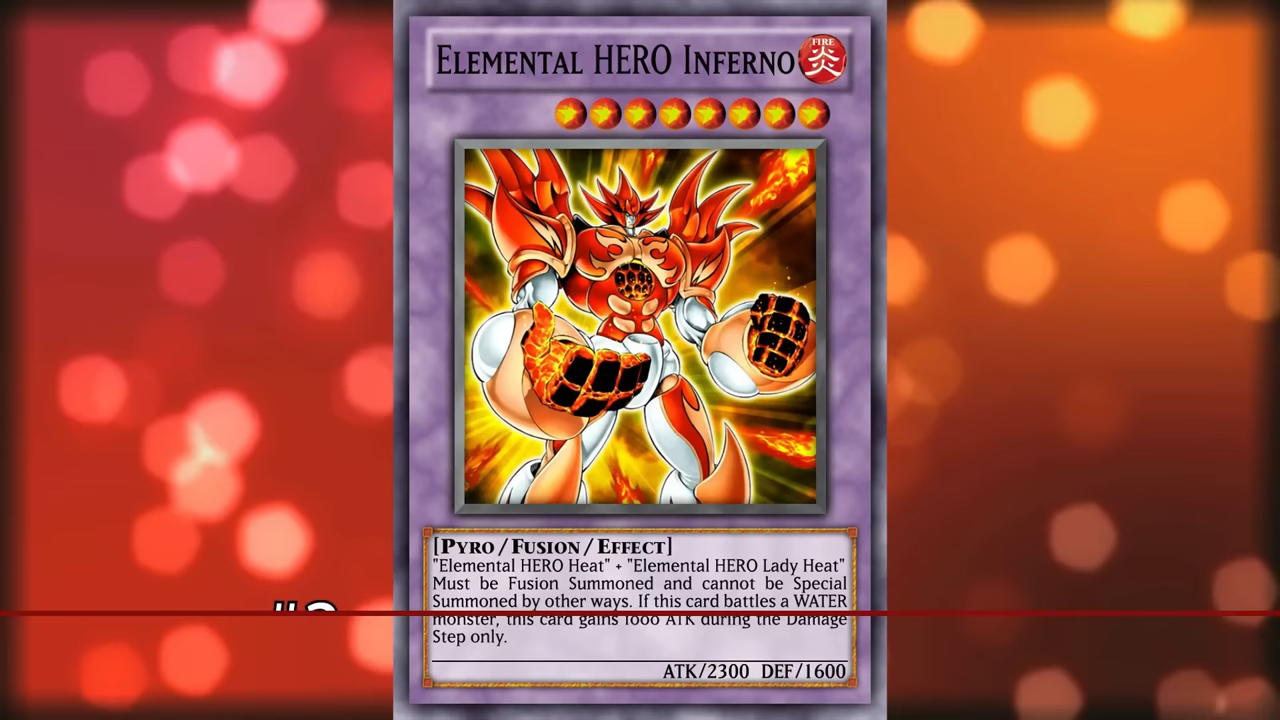 Elemental HERO Inferno
FIRE
炎
[Pyro / Fusion / Effect]
"Elemental HERO Heat" + "Elemental HERO Lady Heat"
Must be Fusion Summoned and cannot be Special
Summoned by other ways. If this card battles a WATER
monster, this card gains 1000 ATK during the Damage
Step only.
ATK/2300 DEF/1600